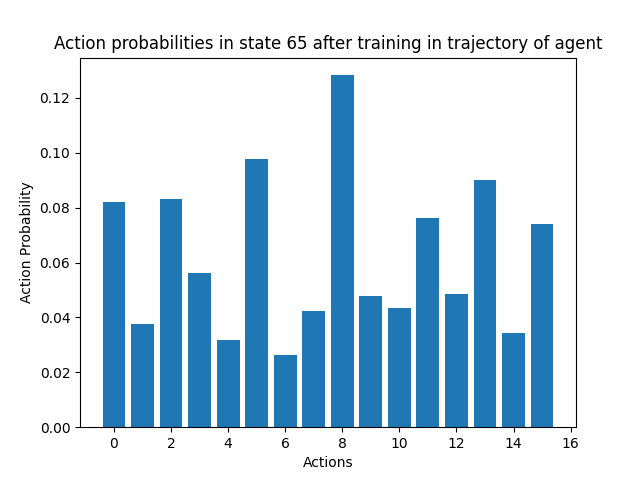 Action probabilities in state 65 after training in trajectory of agent
0.12
0.10
0.08
0.06
0.04
0.02
0.00
Action Probability
0 2 4 6 8 10 12 14 16
Actions